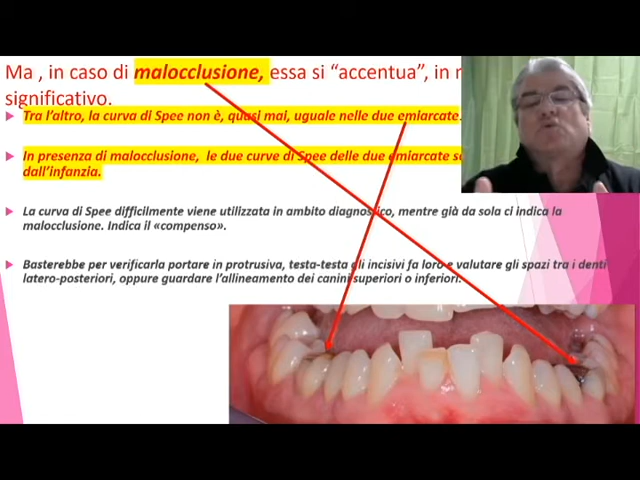 Ma , in caso di malocclusione, essa si "accentua", in
significativo.
Tra l'altro, la curva di Spee non è, quasi mai, uguale nelle due emiarcate.
In presenza di malocclusione, le due curve di Spee delle due emiarcate
dall'infanzia.
La curva di Spee difficilmente viene utilizzata in ambito diagnostico, mentre già da sola ci indica la
malocclusione. Indica il «compenso».
Basterebbe per verificarla portare in protrusiva, testa-testa gli incisivi fa loro e valutare gli spazi tra i denti
latero-posteriori, oppure guardare l'allineamento dei canini superiori o inferiori.